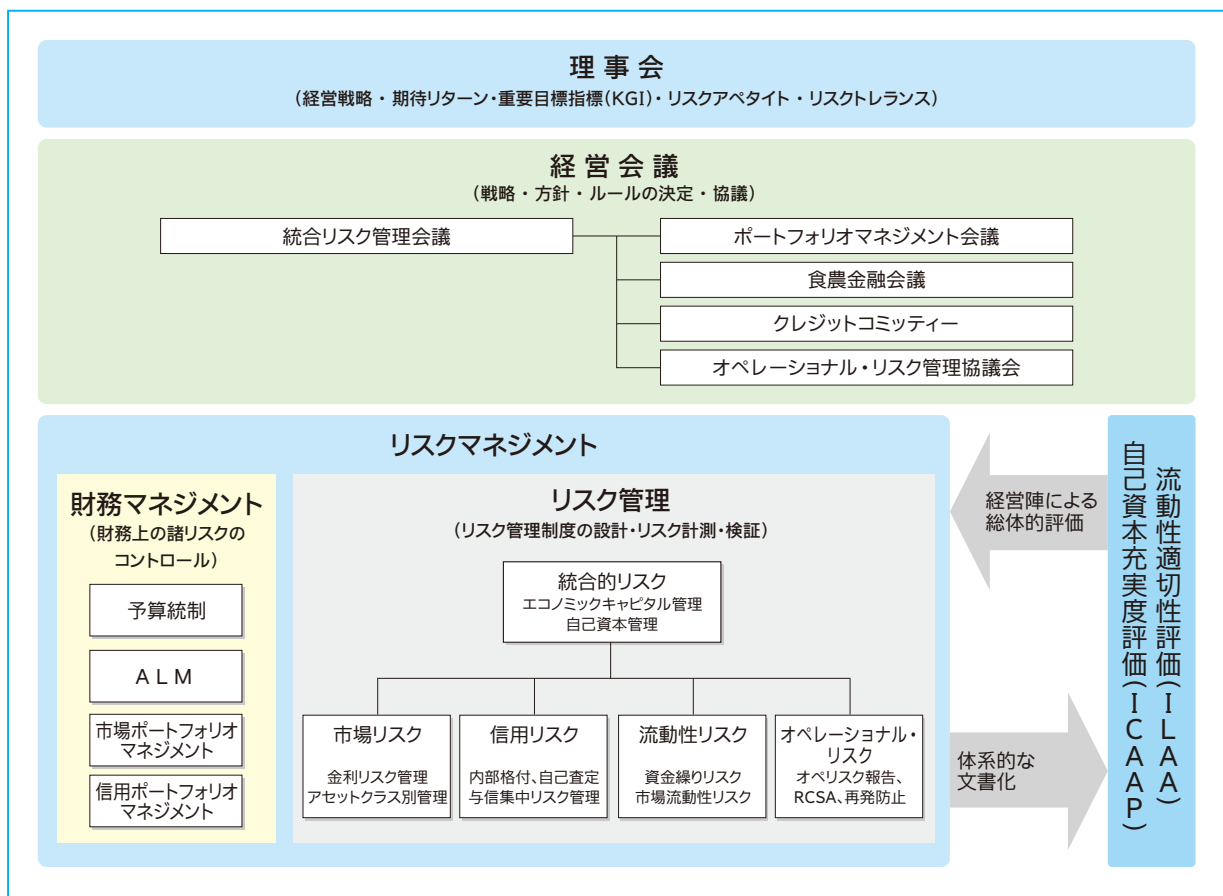 理事会
（経営戦略・期待リターン・重要目標指標（KGI）・リスクアペタイト・リスクトレランス）
経営会議
（戦略・方針・ルールの決定・協議）
統合リスク管理会議
ポートフォリオマネジメント会議
食農金融会議
クレジットコミッティー
オペレーショナル・リスク管理協議会
リスクマネジメント
財務マネジメント
（財務上の諸リスクの
コントロール）
予算統制
ALM
市場ポートフォリオ
マネジメント
信用ポートフォリオ
マネジメント
リスク管理
（リスク管理制度の設計・リスク計測・検証）
統合的リスク
エコノミックキャピタル管理
自己資本管理
市場リスク
金利リスク管理
アセットクラス別管理
信用リスク
内部格付、自己査定
与信集中リスク管理
流動性リスク
資金繰りリスク
市場流動性リスク
オペレーショナル・
リスク
オペリスク報告、
RCSA、再発防止
経営陣による
総体的評価
体系的な
文書化
流動性適切性評価（ILAA）
自己資本充実度評価（ICAAP）